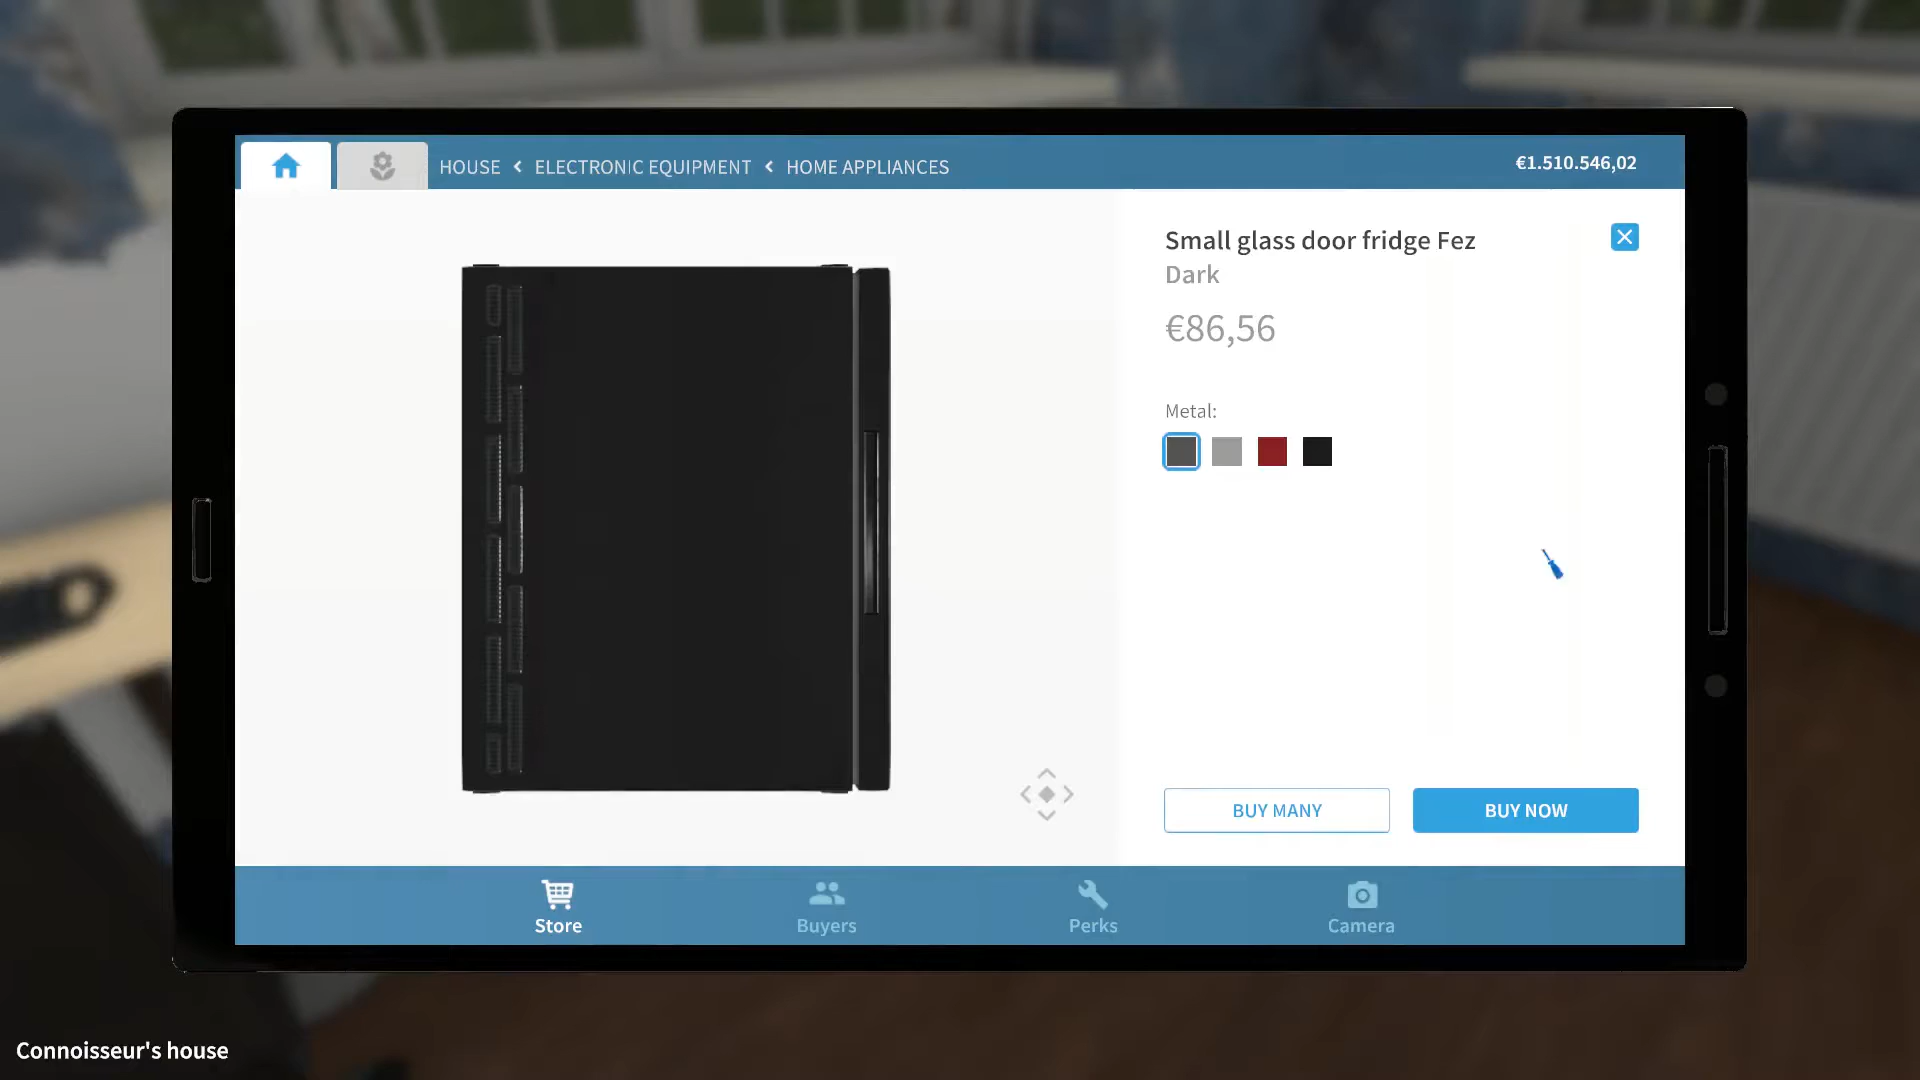 HOUSE < ELECTRONIC EQUIPMENT < HOME APPLIANCES
€1.510.546,02
Small glass door fridge Fez
Dark
€86,56
Metal:
BUY MANY
BUY NOW
Store
Buyers
Perks
Camera
Connoisseur's house